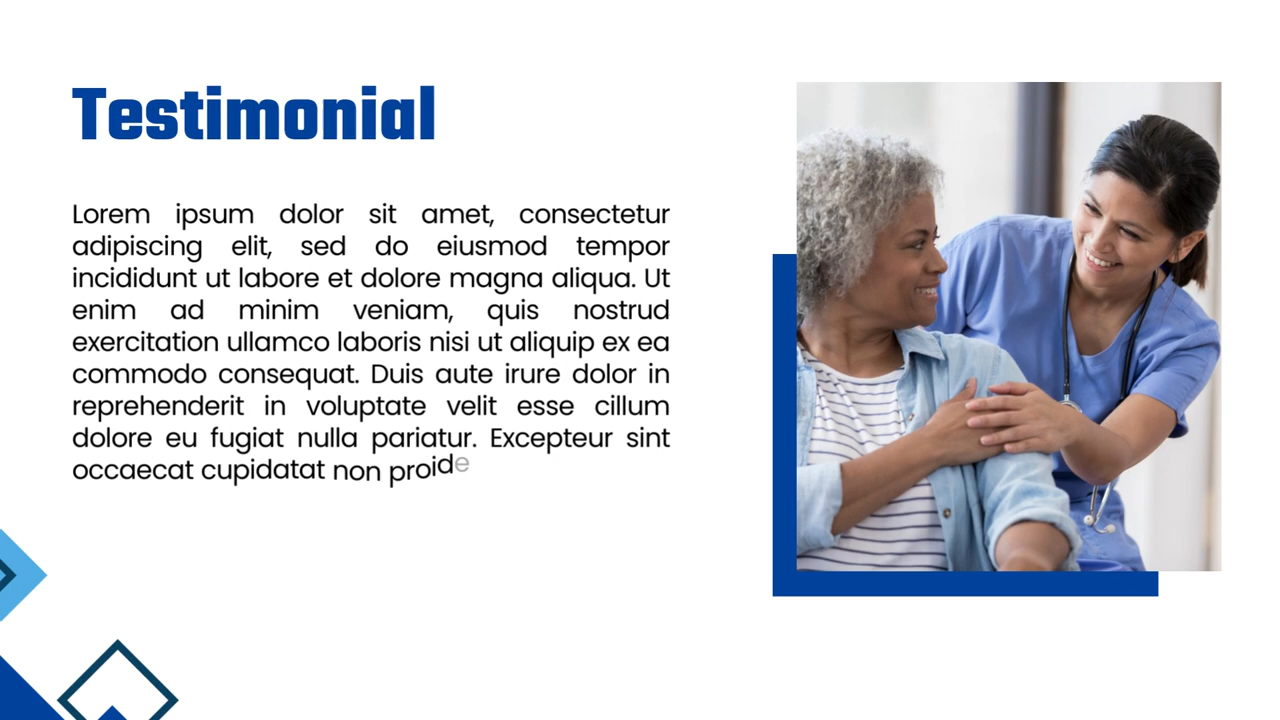 Testimonial
Lorem ipsum dolor sit amet, consectetur
adipiscing elit, sed do eiusmod tempor
incididunt ut labore et dolore magna aliqua. Ut
enim ad minim veniam, quis nostrud
exercitation ullamco laboris nisi ut aliquip ex ea
commodo consequat. Duis aute irure dolor in
reprehenderit in voluptate velit esse cillum
dolore eu fugiat nulla pariatur. Excepteur sint
occaecat cupidatat non proide